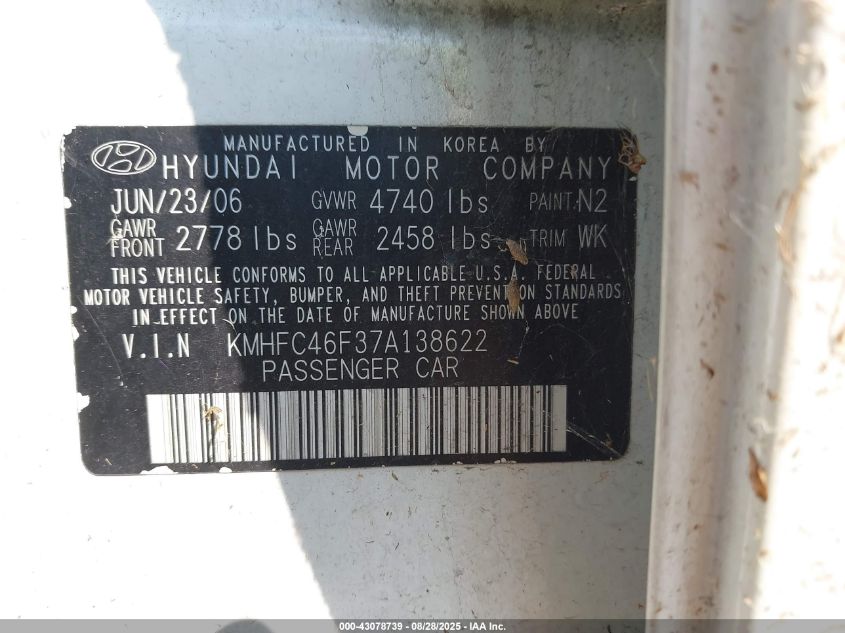 MANUFACTURED IN KOREA BY
HYUNDAI MOTOR COMPANY
JUN/23/06 GVWR 4740 lbs PAINT:N2
GAWR FRONT 2778 lbs GAWR REAR 2458 lbs TRIM WK
THIS VEHICLE CONFORMS TO ALL APPLICABLE U.S.A. FEDERAL
MOTOR VEHICLE SAFETY, BUMPER, AND THEFT PREVENTION STANDARDS
IN EFFECT ON THE DATE OF MANUFACTURE SHOWN ABOVE
V.I.N KMHFC46F37A138622
PASSENGER CAR
000-43078739 - 08/28/2025 - IAA Inc.